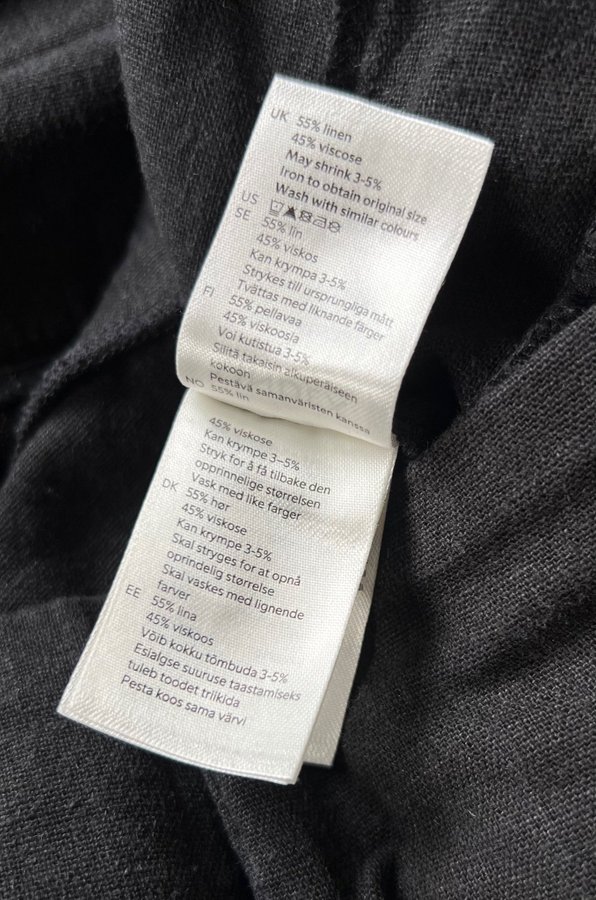 UK 55% linen
45% viscose
May shrink 3-5%
Iron to obtain original size
Wash with similar colours
US
SE 55% lin
45% viskos
Kan krympa 3-5%
Strykes till ursprungliga mått
Tvättas med liknande färger
FI 55% pellavaa
45% viskoosia
Voi kutistua 3-5%
Silitä takaisin alkuperäiseen
kokoon
Pestävä samanväristen kanssa
NO 55% lin
45% viskose
Kan krympe 3-5%
Stryk for å få tilbake den
opprinnelige størrelsen
Vask med like farger
DK 55% hør
45% viskose
Kan krympe 3-5%
Skal stryges for at opnå
oprindelig størrelse
Skal vaskes med lignende
farver
EE 55% lina
45% viskoos
Võib kokku tõmbuda 3-5%
Esialgse suuruse taastamiseks
tuleb toodet triikida
Pesta koos sama värvi